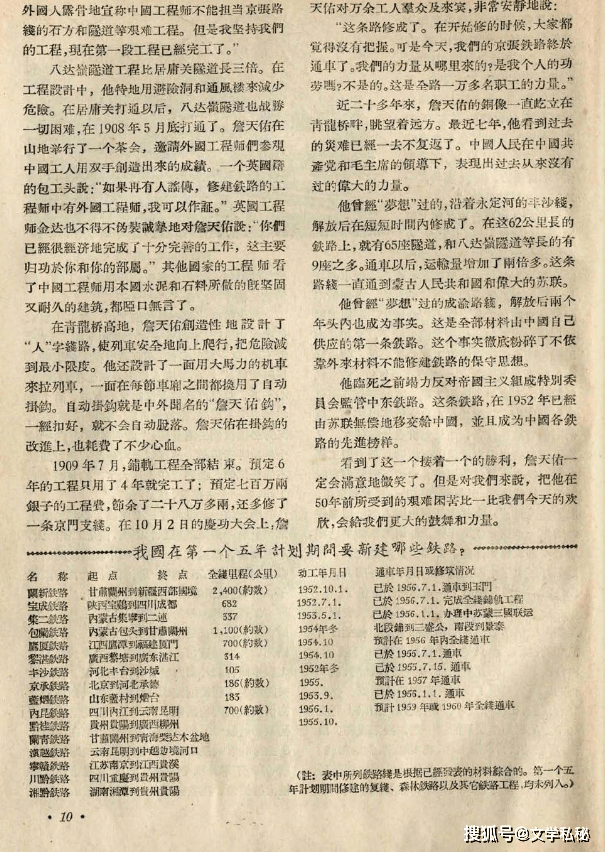 外國人露骨地宣称中國工程师不能担当京張路
綫的石方和隧道等艰难工程。但是我坚持我們
的工程,現在第一段工程已經完工了。”
八达嶺隧道工程比居庸关隧道長三倍。在
工程設計中，他特地用避險洞和通風楼來減少
危險。在居庸关打通以后，八达嶺隧道也战勝
一切困难,在1908年5月底打通了。詹天佑在
山地举行了一个茶会，邀請外國工程师們参观
中國工人用双手創造出來的成績。一个英國籍
的包工头說:“如果再有人謠傳，修建鉄路的工
程师中有外國工程师,我可以作証。”英國工程
师金达也不得不伪裝誠摯地对詹天佑說:“你們
已經很經济地完成了十分完善的工作，这主要
归功於你和你的部屬。”其他國家的工程师看
了中國工程师用本國水泥和石料所做的旣坚固
又耐久的建筑,都啞口無言了。
在青龍桥高地，詹天佑創造性地設計了
“人”字綫路,使列車安全地向上爬行,把危險減
到最小限度。他还設計了一面用大馬力的机車
來拉列車，一面在每節車廂之間都換用了自动
掛鈎。自动掛鈎就是中外聞名的“詹天佑鈎”，
一經扣好，就不会自动脫落。詹天佑在掛鈎的
改進上,也耗費了不少心血。
1909年7月,鋪軌工程全部結束。預定6
年的工程只用了4年就完工了；預定七百万兩
銀子的工程費,節余了二十八万多兩,还多修了
一条京門支綫。在10月2日的慶功大会上,詹
天佑对万余工人羣众及來宾,非常安静地說:
“这条路修成了。在开始修的时候,大家都
覚得沒有把握。可是今天,我們的京張鉄路終於
通車了。我們的力量从哪里來的?是我个人的功
劳嗎?不是的。这是全路一万多名职工的力量。”
近二十多年來，詹天佑的銅像一直屹立在
青龍桥畔,眺望着远方。最近七年,他看到过去
的災难已經一去不复返了。中國人民在中國共
產党和毛主席的領導下，表現出过去从來沒有
过的偉大的力量。
他曾經“夢想”过的,沿着永定河的丰沙綫,
解放后在短短时間內修成了。在这62公里長的
鉄路上,就有65座隧道,和八达嶺隧道等長的有
9座之多。通車以后,运輸量增加了兩倍多。这条
路綫一直通到蒙古人民共和國和偉大的苏联。
他曾經“夢想”过的成渝路綫，解放后兩个
年头內也成为事实。这是全部材料由中國自己
供应的第一条鉄路。这个事实徹底粉碎了不依
靠外來材料不能修建鉄路的保守思想。
他臨死之前竭力反对帝國主义組成特別委
員会監管中东鉄路。这条鉄路,在1952年已經
由苏联無償地移交給中國，並且成为中國各鉄
路的先進榜样。
看到了这一个接着一个的勝利，詹天佑一
定会滿意地微笑了。但是对我們來說，把他在
50年前所受到的艰难困苦比一比我們今天的欢
欣,会給我們更大的鼓舞和力量。
我國在第一个五年計划期間要新建哪些鉄路?
名 称 起 点 終 点 全綫里程(公里) 动工年月日 通車年月或修筑情况
蘭新鉄路 甘肅蘭州到新疆西部國境 2,400(約数) 1952.10.1. 已於1956.7.1.通車到玉門
宝成鉄路 陝西宝鷄到四川成都 682 1952.7.1. 已於1956.7.1. 完成全綫鋪軌工程
集二鉄路 內蒙古集寧到二連 337 1953.5.1. 已於1956.1.1. 办理中苏蒙三國联运
包蘭鉄路 內蒙古包头到甘肅蘭州 1,100(約数) 1954年冬 北段鋪到三盛公，南段到景泰
鷹厦鉄路 江西鷹潭到福建厦門 700(約数) 1954.10 預計在1956年內全綫通車
黎湛鉄路 廣西黎塘到廣东湛江 314 1954.10 已於1955.7.1. 通車
丰沙鉄路 河北丰台到沙城 105 1952年冬 已於1955.7.15. 通車
京承鉄路 北京到河北承德 186(約数) 1955. 預計在1957年通車
藍烟鉄路 山东藍村到烟台 183 1953.9. 已於1956.1.1. 通車
內昆鉄路 四川內江到云南昆明 700(約数) 1956.1. 預計1959年或1960年全綫通車
黔桂鉄路 貴州貴陽到廣西柳州 1955.10.
蘭青鉄路 甘肅蘭州到青海柴达木盆地
滇越鉄路 云南昆明到中越边境河口
寧贛鉄路 江苏南京到江西貴溪
川黔鉄路 四川重慶到貴州貴陽
湘黔鉄路 湖南湘潭到貴州貴陽
(註：表中所列鉄路綫是根据已經發表的材料綜合的。第一个五
年計划期間修建的复綫、森林鉄路以及其它鉄路工程，均未列入。)
· 10 ·
搜狐号@文学私秘